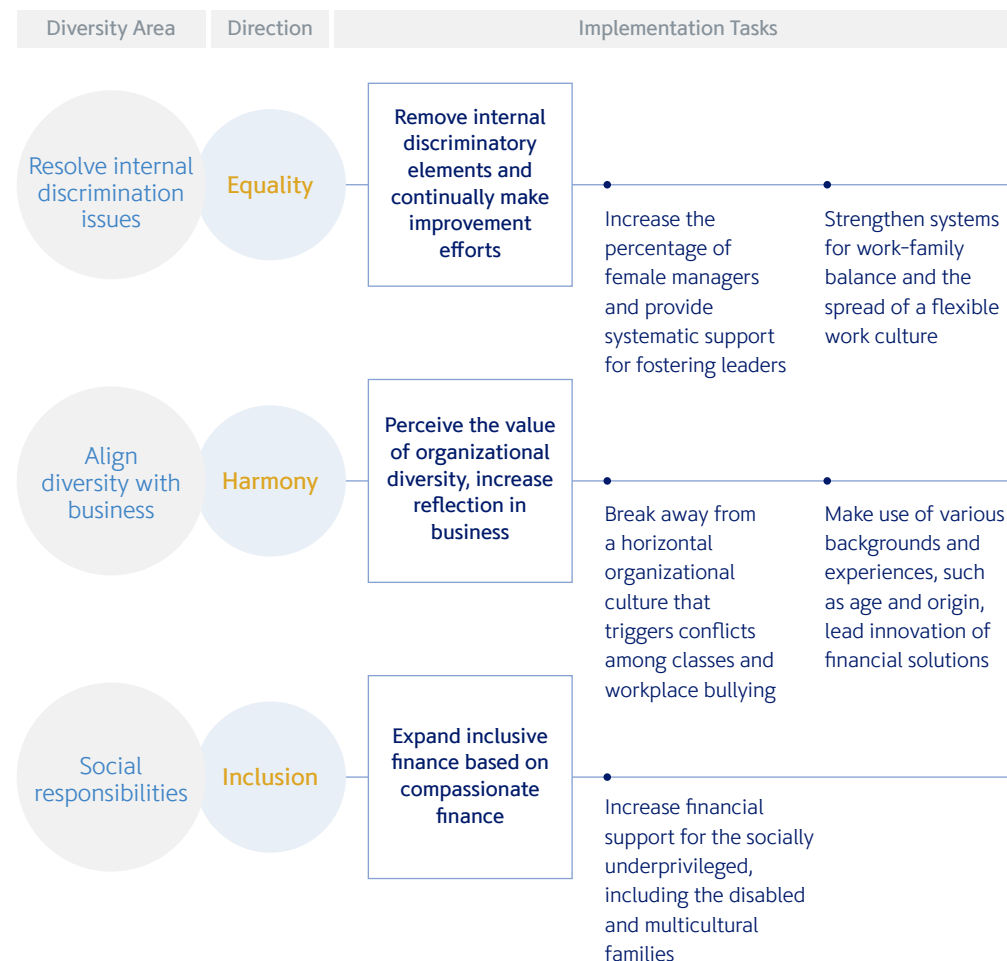 Diversity Area
Direction
Implementation Tasks
Resolve internal
discrimination
issues
Equality
Remove internal
discriminatory
elements and
continually make
improvement
efforts
Increase the
percentage of
female managers
and provide
systematic support
for fostering leaders
Strengthen systems
for work-family
balance and the
spread of a flexible
work culture
Align
diversity with
business
Harmony
Perceive the value
of organizational
diversity, increase
reflection in
business
Break away from
a horizontal
organizational
culture that
triggers conflicts
among classes and
workplace bullying
Make use of various
backgrounds and
experiences, such
as age and origin,
lead innovation of
financial solutions
Social
responsibilities
Inclusion
Expand inclusive
finance based on
compassionate
finance
Increase financial
support for the socially
underprivileged,
including the disabled
and multicultural
families